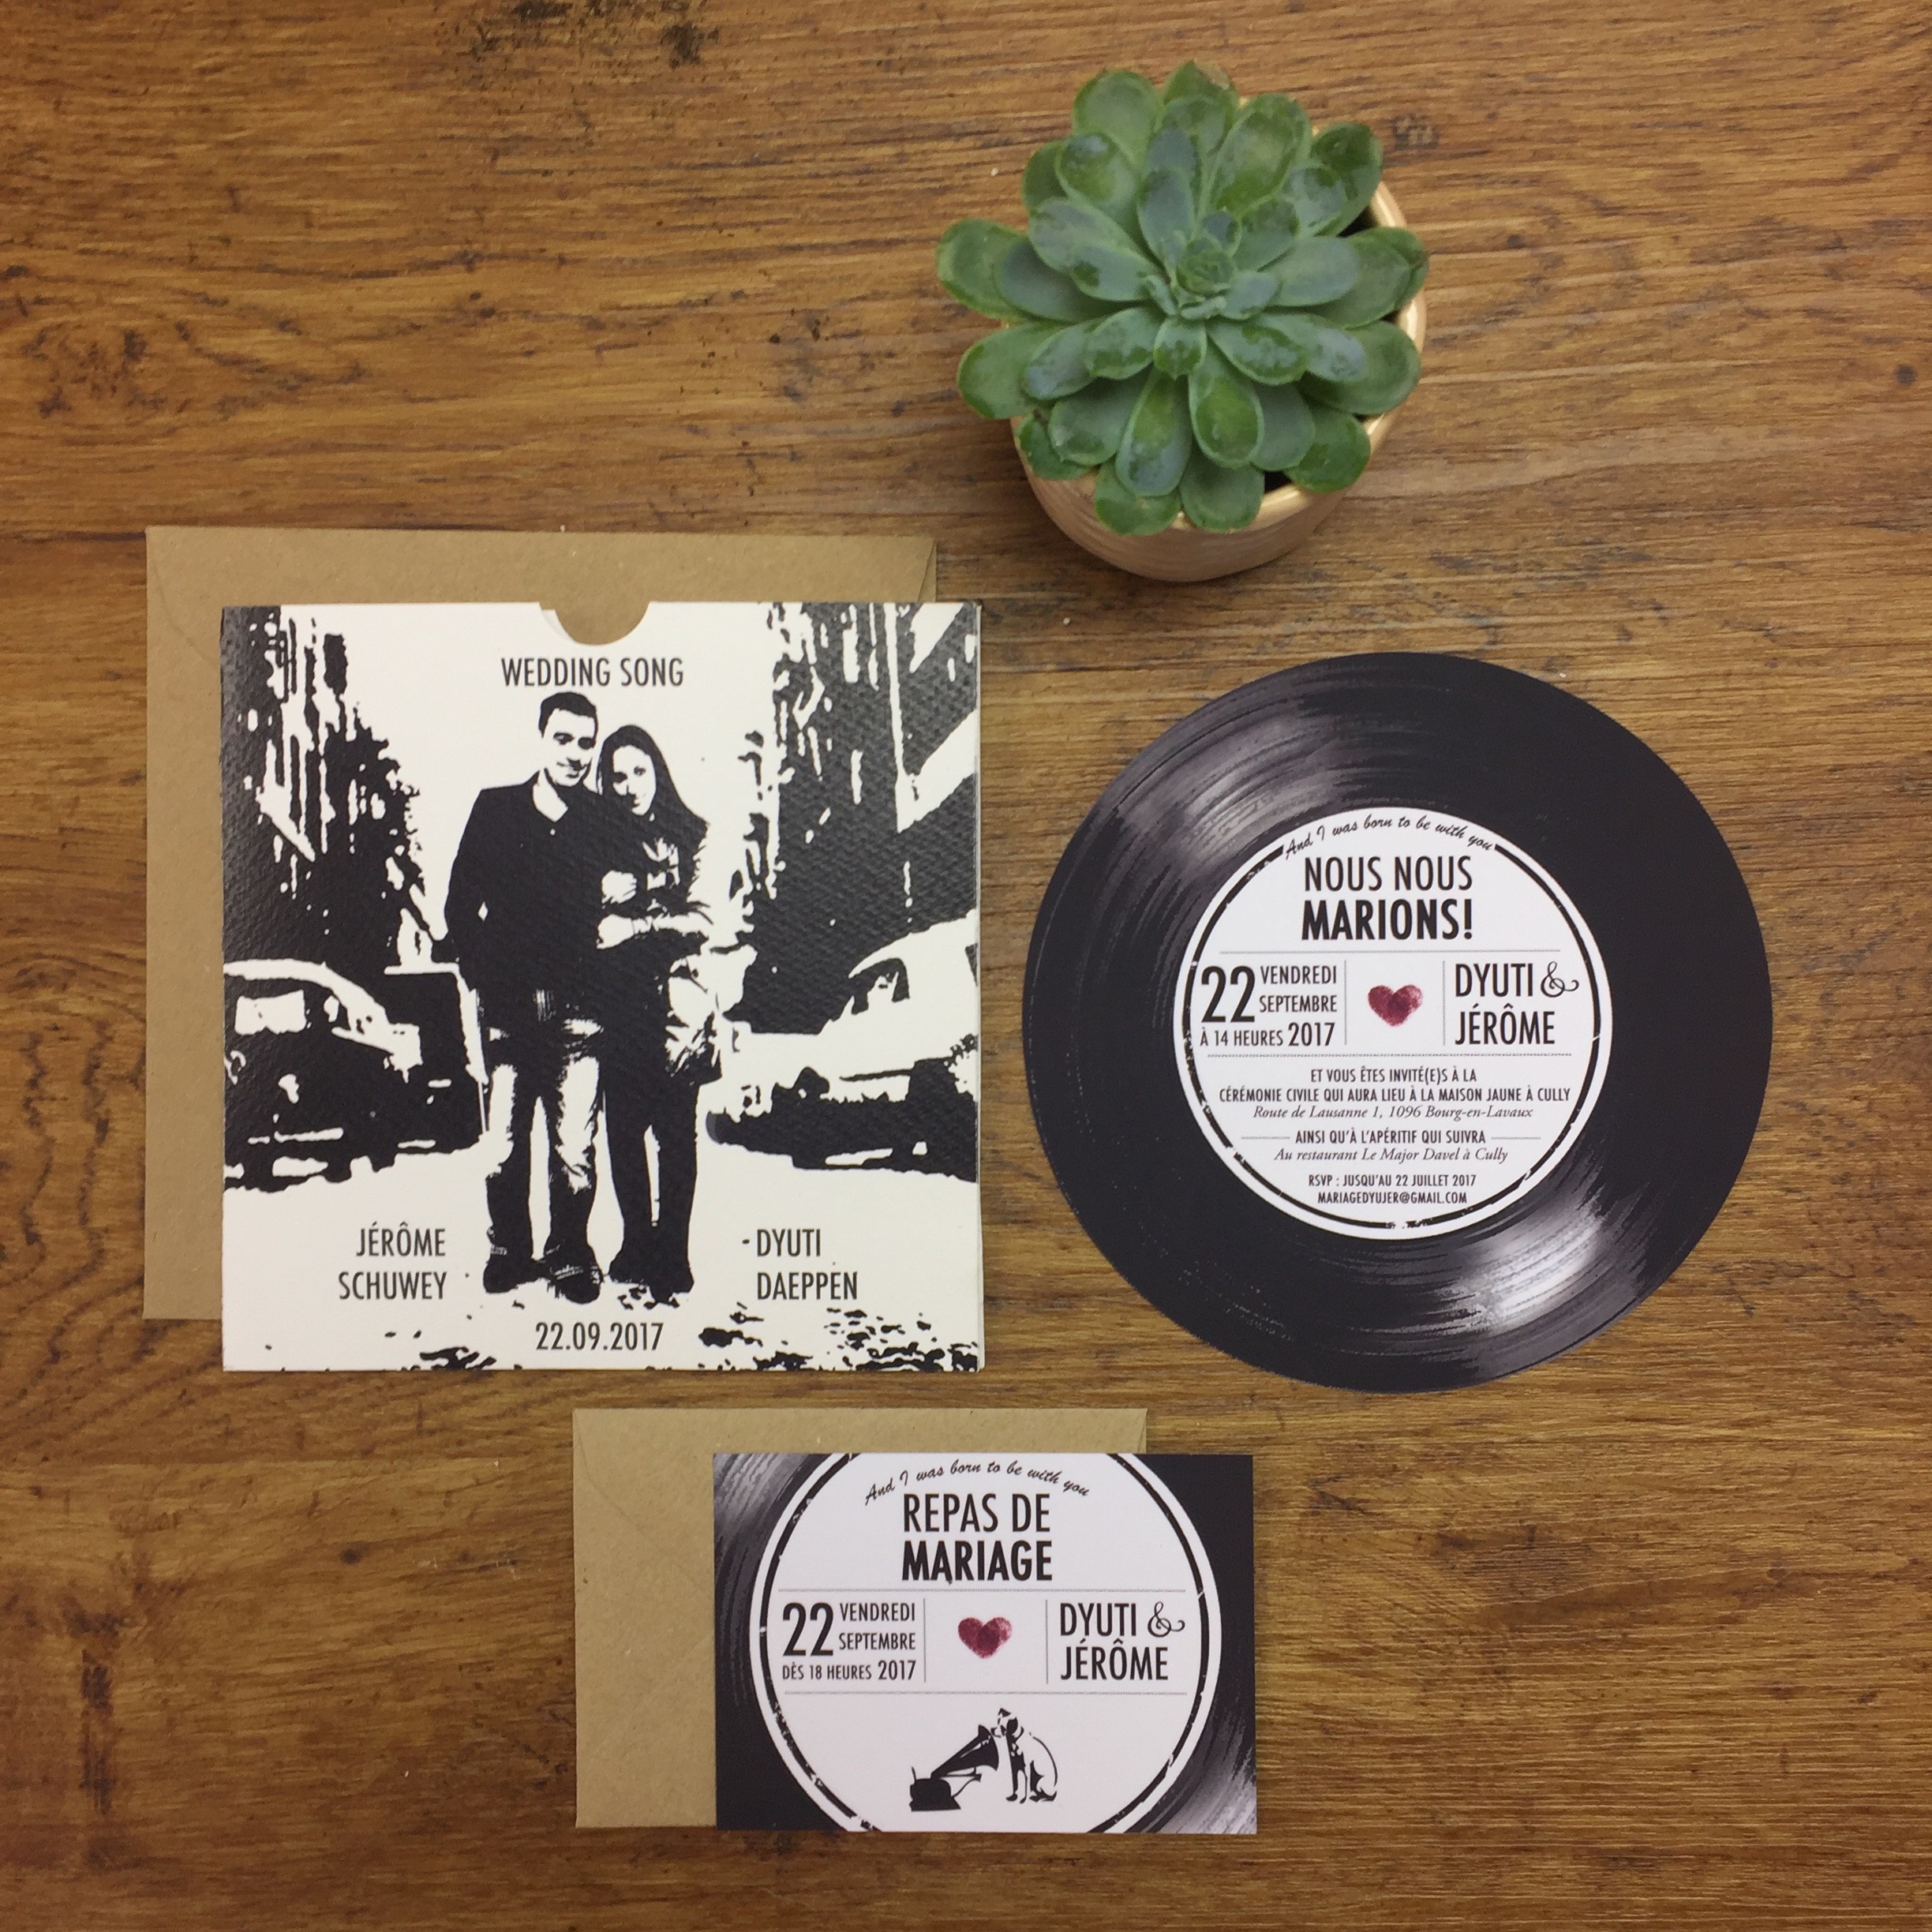 WEDDING SONG
JÉRÔME
SCHUWEY
DYUTI
DAEPPEN
22.09.2017
And I was born to be with you
NOUS NOUS
MARIONS!
22 VENDREDI
SEPTEMBRE
À 14 HEURES 2017
DYUTI &
JÉRÔME
ET VOUS ÊTES INVITÉ(E)S À LA
CÉRÉMONIE CIVILE QUI AURA LIEU À LA MAISON JAUNE À CULLY
Route de Lausanne 1, 1096 Bourg-en-Lavaux
AINSI QU'À L'APÉRITIF QUI SUIVRA
Au restaurant Le Major Davel à Cully
RSVP : JUSQU'AU 22 JUILLET 2017
MARIAGEDYUJER@GMAIL.COM
And I was born to be with you
REPAS DE
MARIAGE
22 VENDREDI
SEPTEMBRE
DÈS 18 HEURES 2017
DYUTI &
JÉRÔME